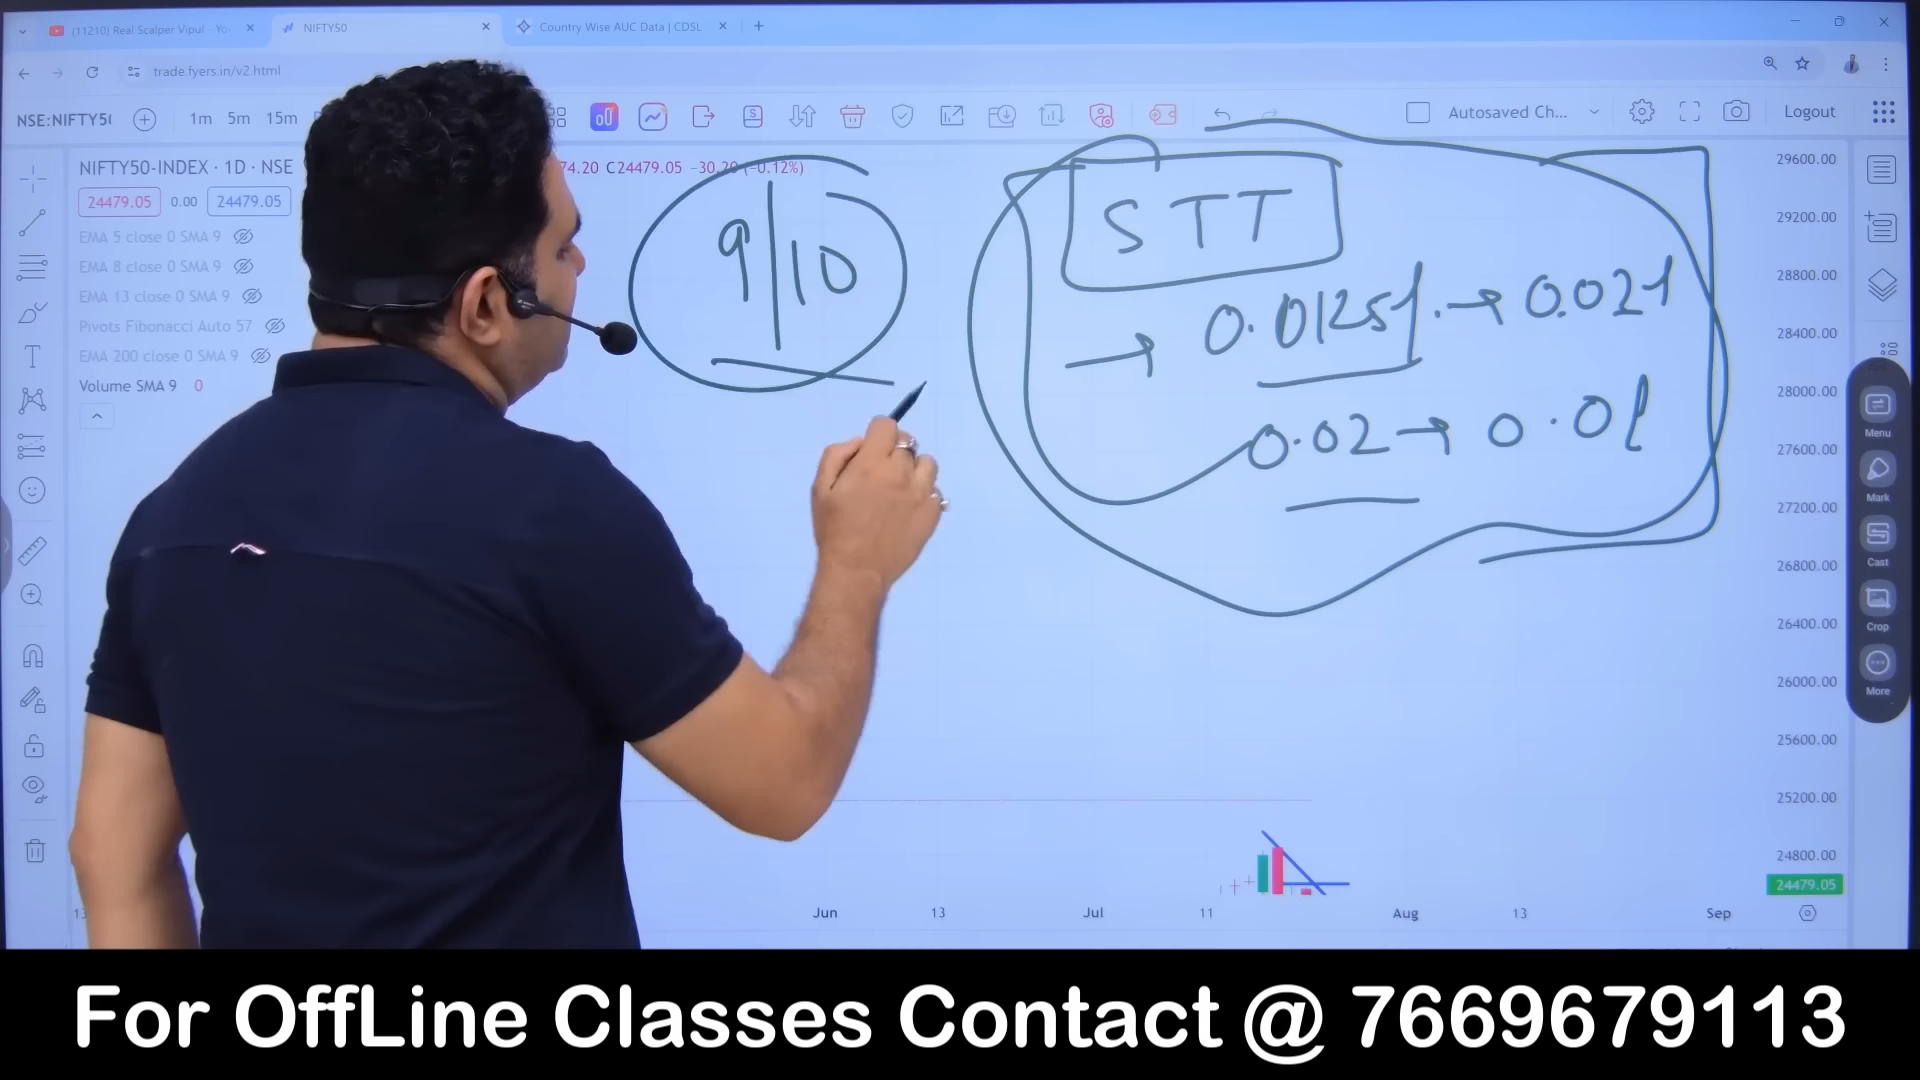 (11210) Real Scalper Vipul - Yo
NIFTY50
Country Wise AUC Data | CDSL
trade.fyers.in/v2.html
NSE:NIFTY5
1m 5m 15m
Autosaved Ch...
Logout
NIFTY50-INDEX · 1D · NSE
74.20 C24479.05 −30.20 (−0.12%)
24479.05 0.00 24479.05
EMA 5 close 0 SMA 9
EMA 8 close 0 SMA 9
EMA 13 close 0 SMA 9
Pivots Fibonacci Auto 57
EMA 200 close 0 SMA 9
Volume SMA 9 0
9/10
STT
→ 0.0125%. → 0.02%
0.02 → 0.01
29600.00
29200.00
28800.00
28400.00
28000.00
27600.00
27200.00
26800.00
26400.00
26000.00
25600.00
25200.00
24800.00
24479.05
Menu
Mark
Cast
Crop
More
13 Jun 13 Jul 11 Aug 13 Sep
For OffLine Classes Contact @ 7669679113